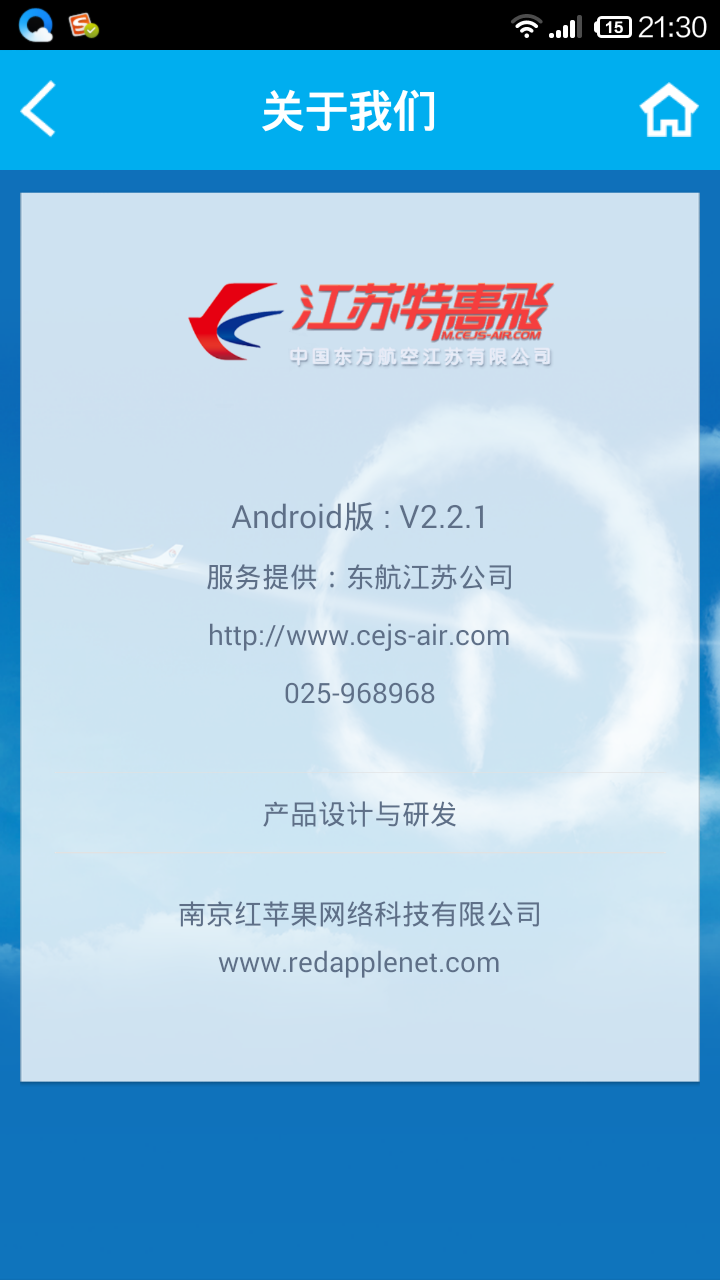 15 21:30
关于我们
江苏特惠飛
M.CEJS-AIR.COM
中国东方航空江苏有限公司
Android版 : V2.2.1
服务提供：东航江苏公司
http://www.cejs-air.com
025-968968
产品设计与研发
南京红苹果网络科技有限公司
www.redapplenet.com